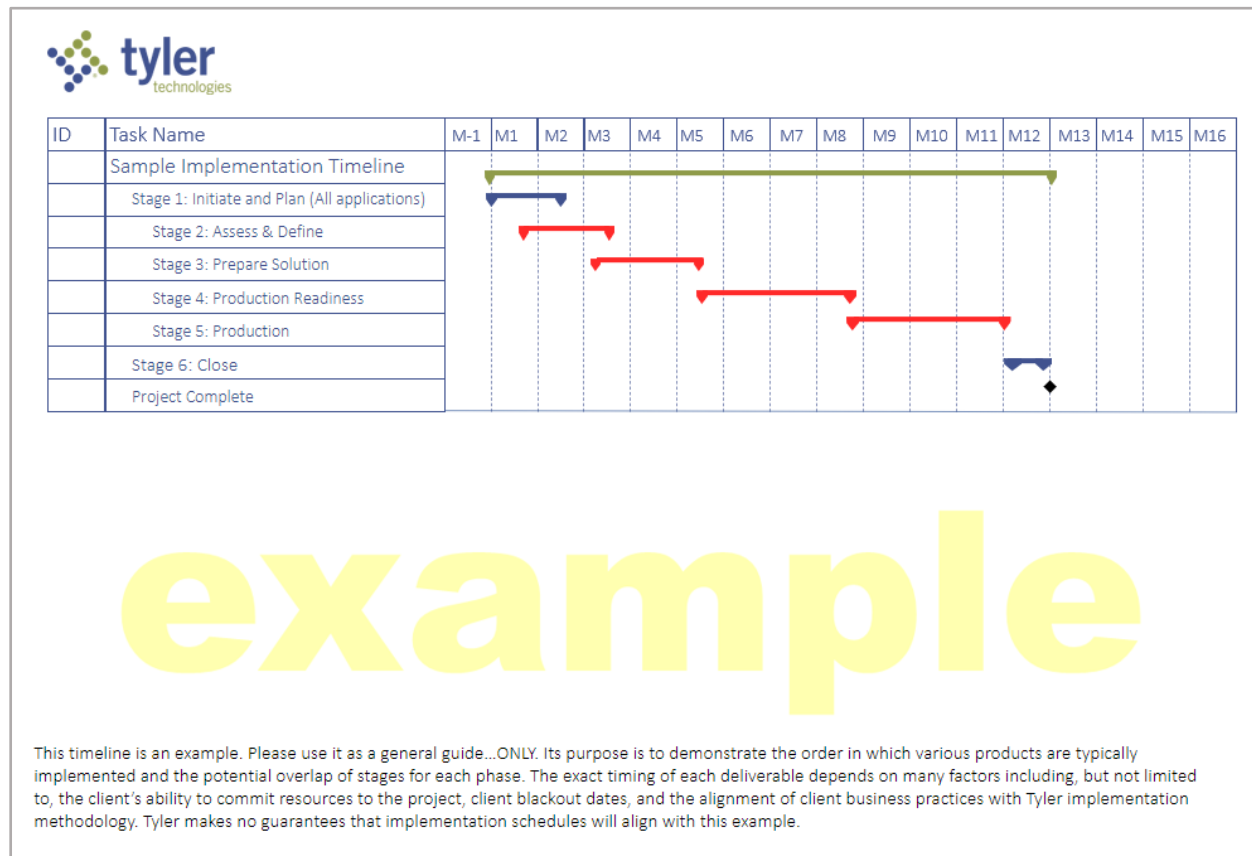 tyler
technologies
ID Task Name M-1 M1 M2 M3 M4 M5 M6 M7 M8 M9 M10 M11 M12 M13 M14 M15 M16
Sample Implementation Timeline
Stage 1: Initiate and Plan (All applications)
Stage 2: Assess & Define
Stage 3: Prepare Solution
Stage 4: Production Readiness
Stage 5: Production
Stage 6: Close
Project Complete
example
This timeline is an example. Please use it as a general guide...ONLY. Its purpose is to demonstrate the order in which various products are typically
implemented and the potential overlap of stages for each phase. The exact timing of each deliverable depends on many factors including, but not limited
to, the client's ability to commit resources to the project, client blackout dates, and the alignment of client business practices with Tyler implementation
methodology. Tyler makes no guarantees that implementation schedules will align with this example.